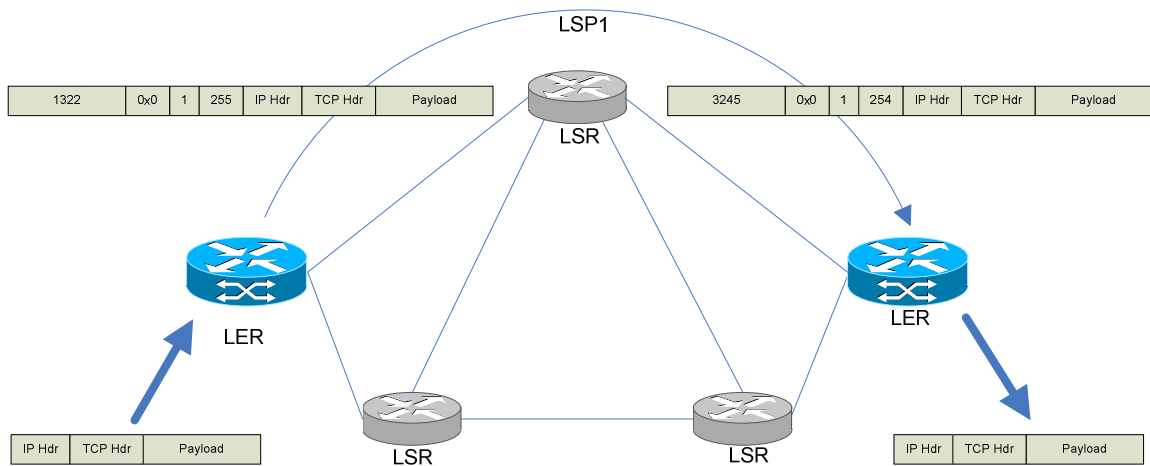 LSP1
1322 0x0 1 255 IP Hdr TCP Hdr Payload
3245 0x0 1 254 IP Hdr TCP Hdr Payload
LSR
LER
LER
IP Hdr TCP Hdr Payload
LSR
LSR
IP Hdr TCP Hdr Payload